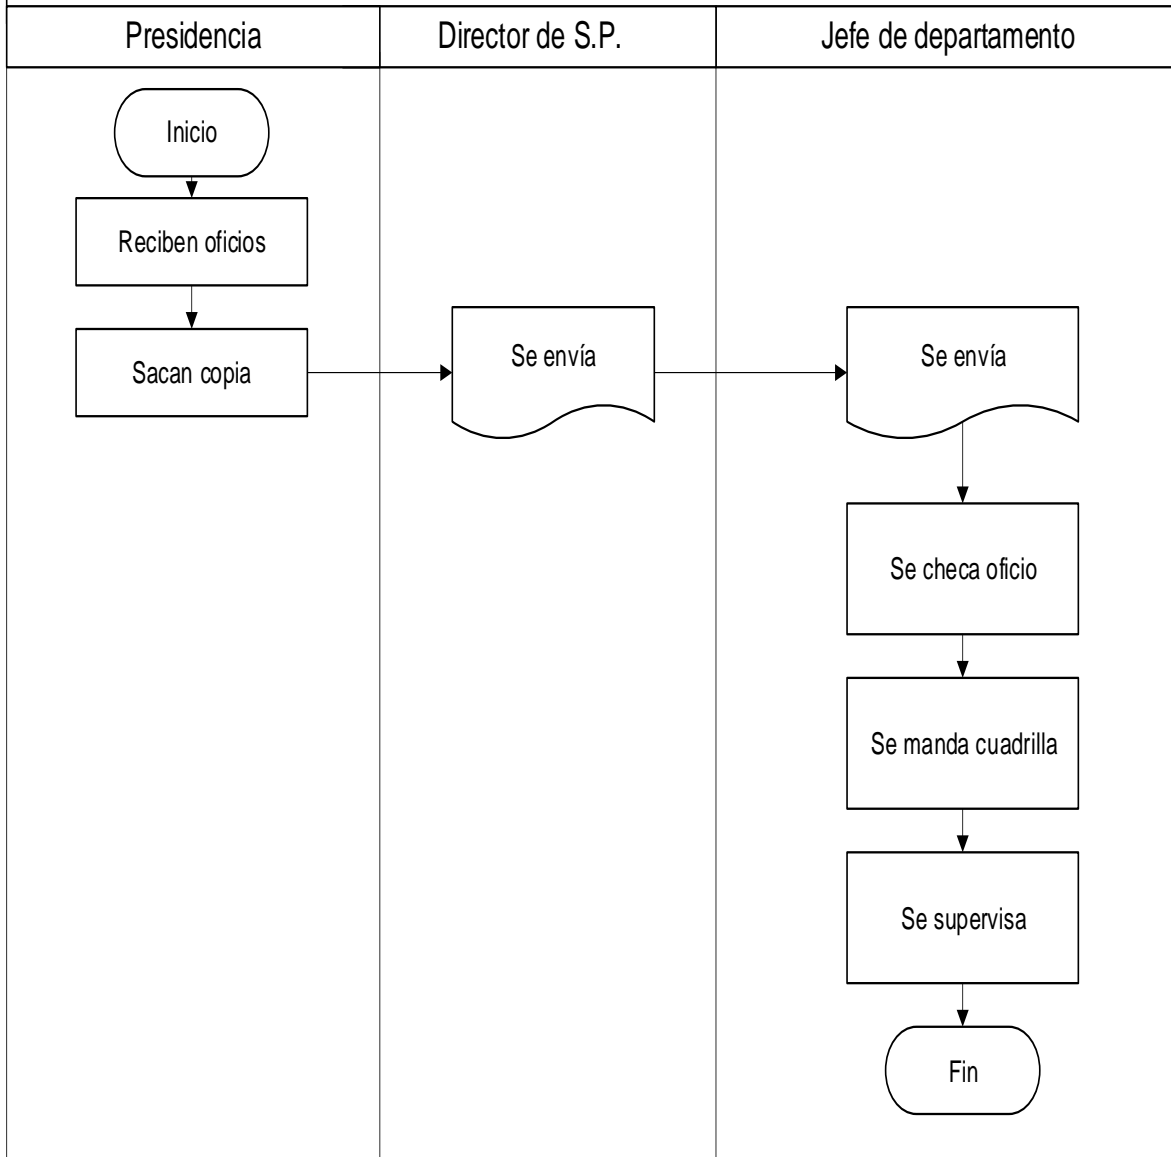 Presidencia
Director de S.P.
Jefe de departamento
Inicio
Reciben oficios
Sacan copia
Se envía
Se envía
Se checa oficio
Se manda cuadrilla
Se supervisa
Fin